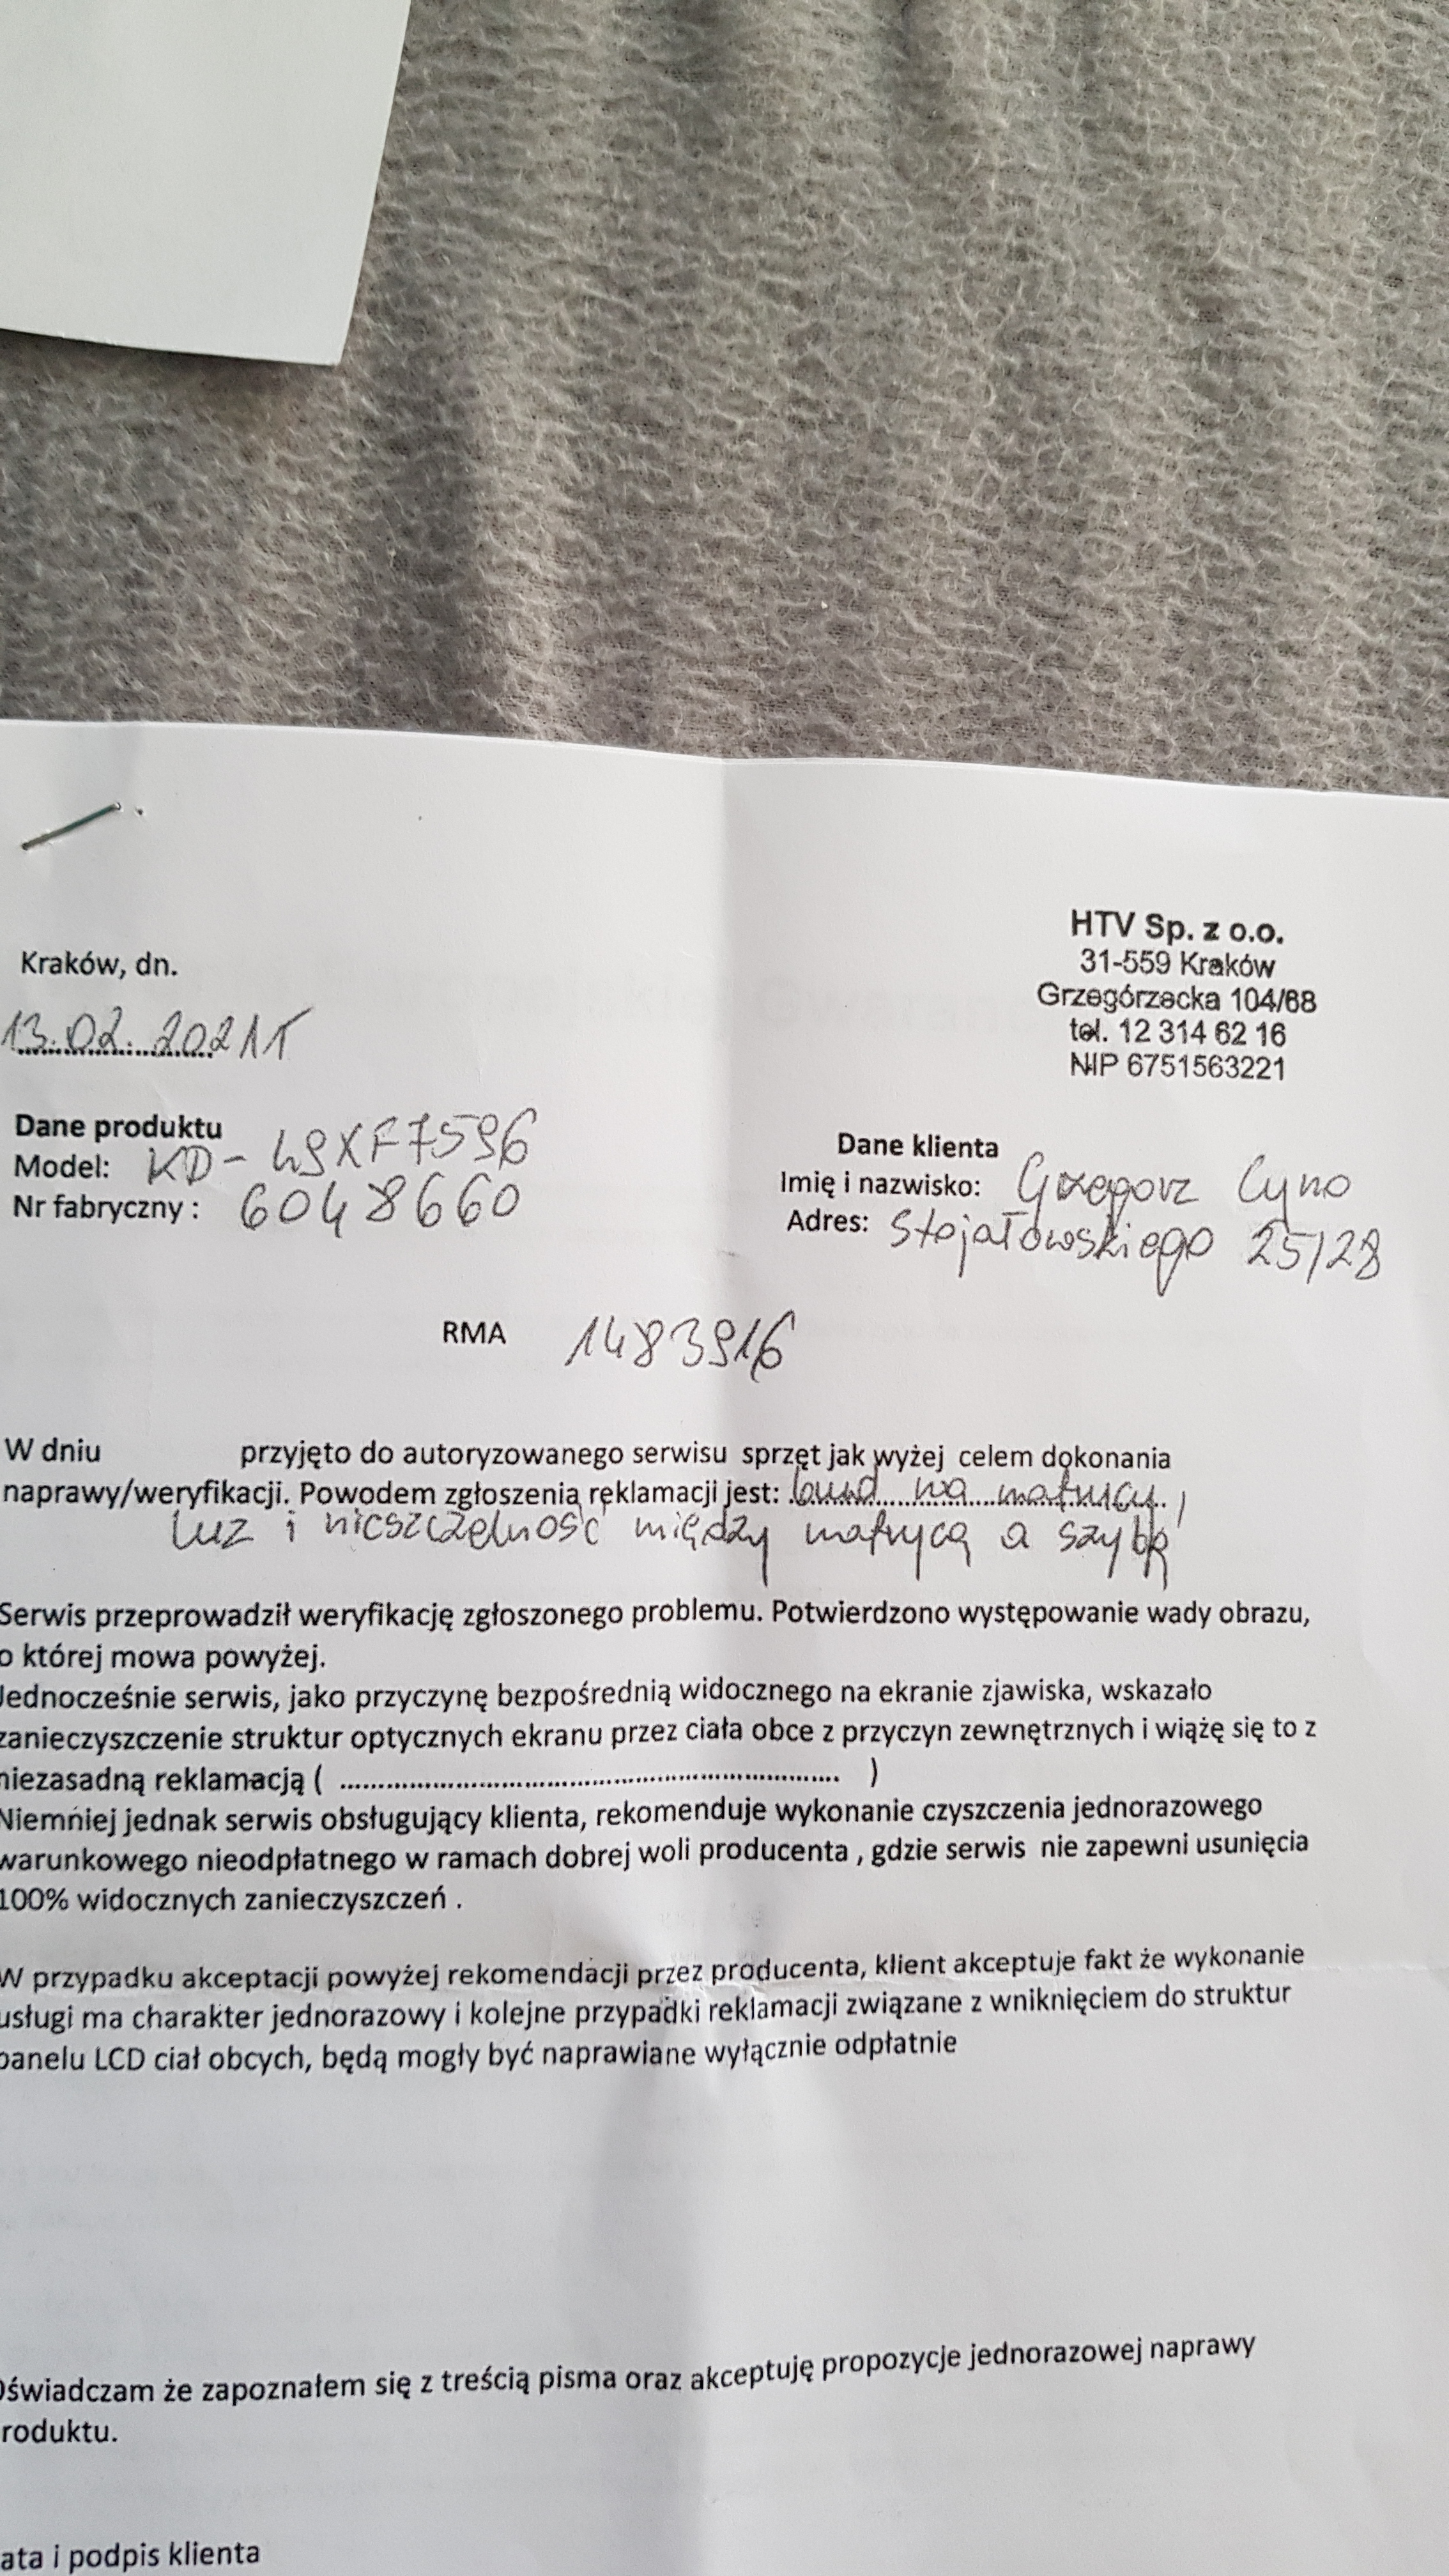 HTV Sp. z o.o.
31-559 Kraków
Grzegórzecka 104/68
tel. 12 314 62 16
NIP 6751563221
Kraków, dn.
13.02.2021r
Dane produktu
Model: KD-49XF7596
Nr fabryczny : 6048660
Dane klienta
Imię i nazwisko: Grzegorz Cyno
Adres: Stojałowskiego 25/28
RMA 1483916
W dniu przyjęto do autoryzowanego serwisu sprzęt jak wyżej celem dokonania
naprawy/weryfikacji. Powodem zgłoszenia reklamacji jest: brud na matrycy,
luz i nieszczelność między matrycą a szybą
Serwis przeprowadził weryfikację zgłoszonego problemu. Potwierdzono występowanie wady obrazu,
o której mowa powyżej.
Jednocześnie serwis, jako przyczynę bezpośrednią widocznego na ekranie zjawiska, wskazało
zanieczyszczenie struktur optycznych ekranu przez ciała obce z przyczyn zewnętrznych i wiążę się to z
niezasadną reklamacją ( .......................................................... )
Niemniej jednak serwis obsługujący klienta, rekomenduje wykonanie czyszczenia jednorazowego
warunkowego nieodpłatnego w ramach dobrej woli producenta , gdzie serwis nie zapewni usunięcia
100% widocznych zanieczyszczeń .
W przypadku akceptacji powyżej rekomendacji przez producenta, klient akceptuje fakt że wykonanie
usługi ma charakter jednorazowy i kolejne przypadki reklamacji związane z wniknięciem do struktur
panelu LCD ciał obcych, będą mogły być naprawiane wyłącznie odpłatnie
Oświadczam że zapoznałem się z treścią pisma oraz akceptuję propozycje jednorazowej naprawy
roduktu.
ata i podpis klienta